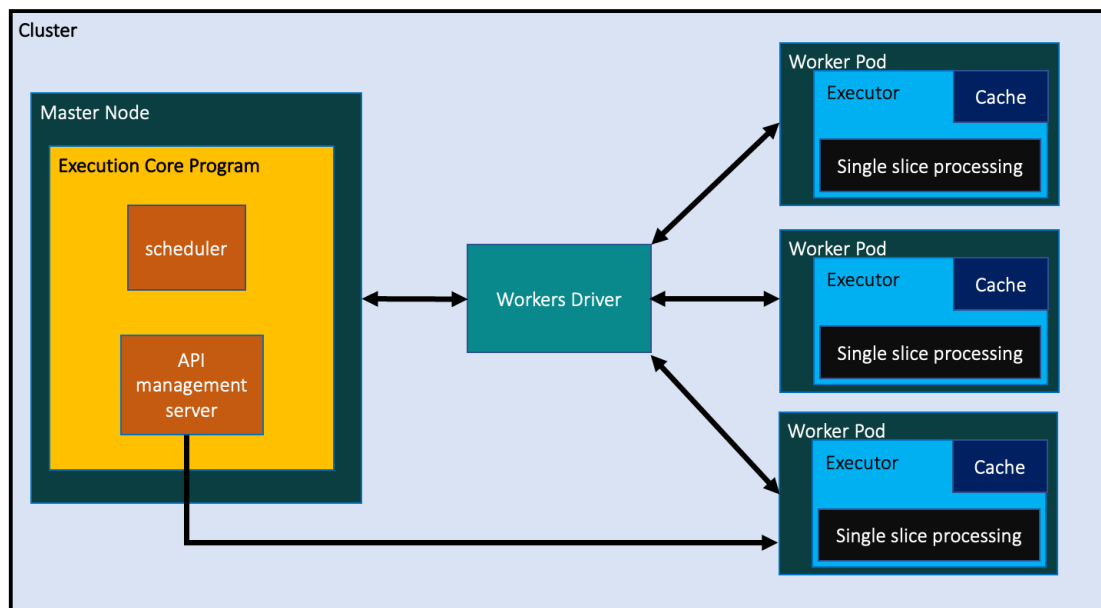 Cluster
Master Node
Execution Core Program
scheduler
API
management
server
Workers Driver
Worker Pod
Executor
Cache
Single slice processing
Worker Pod
Executor
Cache
Single slice processing
Worker Pod
Executor
Cache
Single slice processing